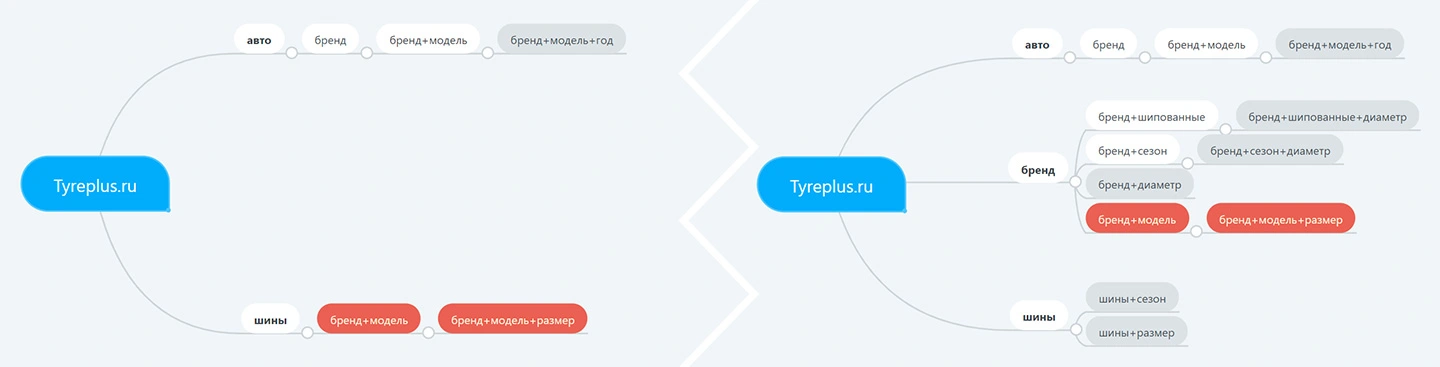 авто
бренд
бренд+модель
бренд+модель+год
Tyreplus.ru
шины
бренд+модель
бренд+модель+размер
авто
бренд
бренд+модель
бренд+модель+год
Tyreplus.ru
бренд
бренд+шипованные
бренд+шипованные+диаметр
бренд+сезон
бренд+сезон+диаметр
бренд+диаметр
бренд+модель
бренд+модель+размер
шины
шины+сезон
шины+размер